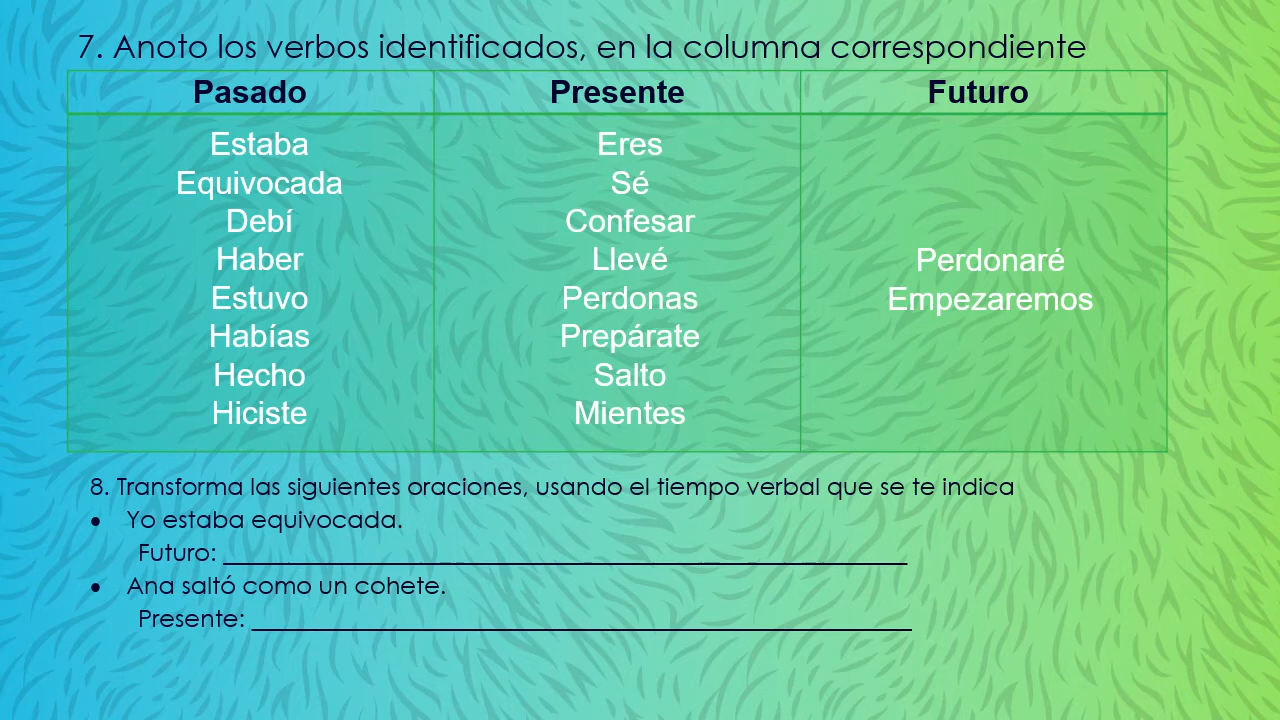 7. Anoto los verbos identificados, en la columna correspondiente
Pasado Presente Futuro
Estaba Eres
Equivocada Sé
Debí Confesar
Haber Llevé Perdonaré
Estuvo Perdonas Empezaremos
Habías Prepárate
Hecho Salto
Hiciste Mientes
8. Transforma las siguientes oraciones, usando el tiempo verbal que se te indica
• Yo estaba equivocada.
Futuro: ____________________
• Ana saltó como un cohete.
Presente: ____________________